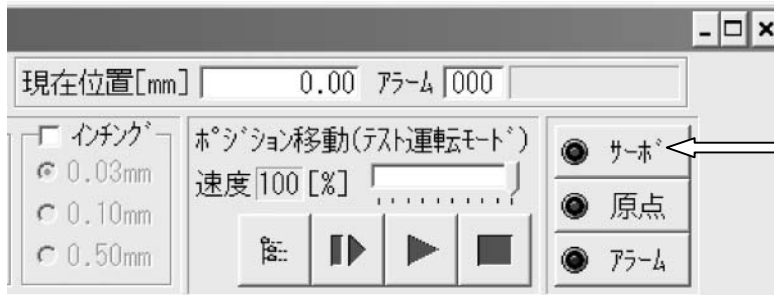 現在位置[mm] 0.00 ｱﾗｰﾑ 000
ｲﾝﾁﾝｸﾞ
0.03mm
0.10mm
0.50mm
ﾎﾟｼﾞｼｮﾝ移動(ﾃｽﾄ運転ﾓｰﾄﾞ)
速度 100 [%]
ｻｰﾎﾞ
原点
ｱﾗｰﾑ